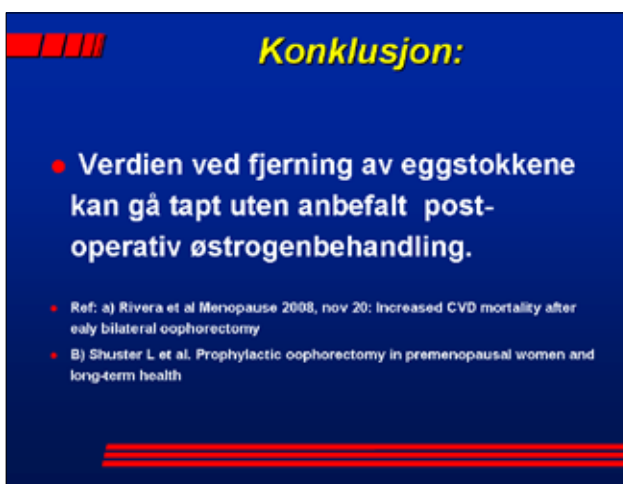 Konklusjon:
Verdien ved fjerning av eggstokkene
kan gå tapt uten anbefalt post-
operativ østrogenbehandling.
Ref: a) Rivera et al Menopause 2008, nov 20: Increased CVD mortality after
ealy bilateral oophorectomy
B) Shuster L et al. Prophylactic oophorectomy in premenopausal women and
long-term health